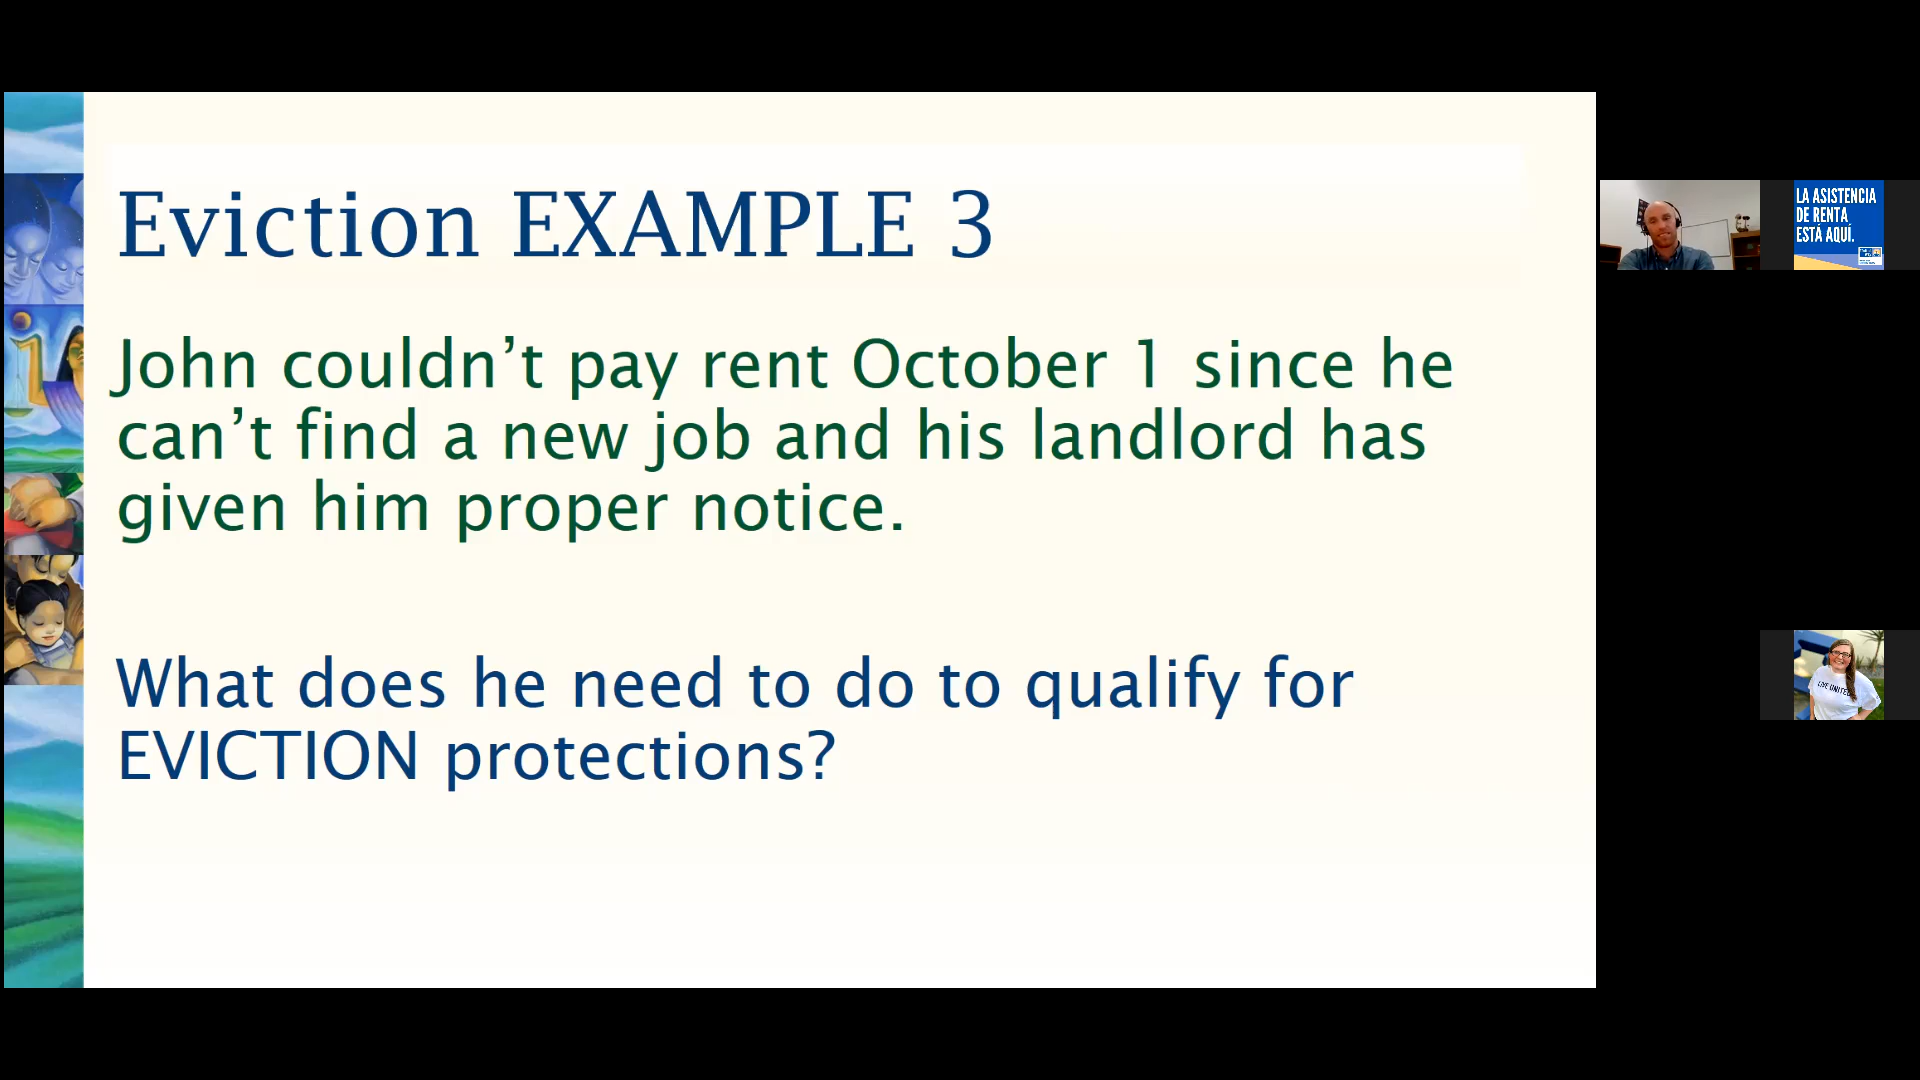 Eviction EXAMPLE 3
John couldn’t pay rent October 1 since he
can’t find a new job and his landlord has
given him proper notice.
What does he need to do to qualify for
EVICTION protections?
LA ASISTENCIA
DE RENTA
ESTÁ AQUÍ.
LIVE UNITED